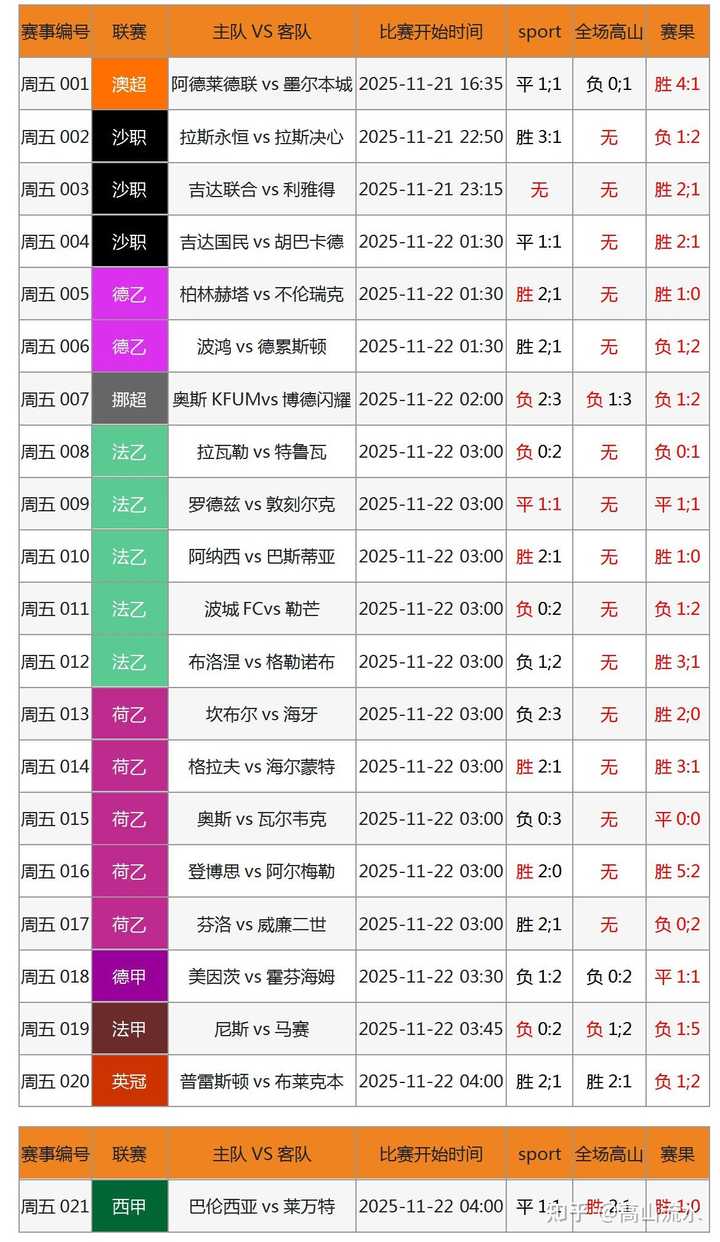 赛事编号 联赛 主队 VS 客队 比赛开始时间 sport 全场高山 赛果
周五 001 澳超 阿德莱德联 vs 墨尔本城 2025-11-21 16:35 平 1;1 负 0;1 胜 4:1
周五 002 沙职 拉斯永恒 vs 拉斯决心 2025-11-21 22:50 胜 3:1 无 负 1:2
周五 003 沙职 吉达联合 vs 利雅得 2025-11-21 23:15 无 无 胜 2;1
周五 004 沙职 吉达国民 vs 胡巴卡德 2025-11-22 01:30 平 1:1 无 胜 2:1
周五 005 德乙 柏林赫塔 vs 不伦瑞克 2025-11-22 01:30 胜 2;1 无 胜 1:0
周五 006 德乙 波鸿 vs 德累斯顿 2025-11-22 01:30 胜 2;1 无 负 1;2
周五 007 挪超 奥斯 KFUMvs 博德闪耀 2025-11-22 02:00 负 2:3 负 1:3 负 1:2
周五 008 法乙 拉瓦勒 vs 特鲁瓦 2025-11-22 03:00 负 0:2 无 负 0:1
周五 009 法乙 罗德兹 vs 敦刻尔克 2025-11-22 03:00 平 1:1 无 平 1;1
周五 010 法乙 阿纳西 vs 巴斯蒂亚 2025-11-22 03:00 胜 2:1 无 胜 1:0
周五 011 法乙 波城 FCvs 勒芒 2025-11-22 03:00 负 0:2 无 负 1:2
周五 012 法乙 布洛涅 vs 格勒诺布 2025-11-22 03:00 负 1;2 无 胜 3;1
周五 013 荷乙 坎布尔 vs 海牙 2025-11-22 03:00 负 2:3 无 胜 2;0
周五 014 荷乙 格拉夫 vs 海尔蒙特 2025-11-22 03:00 胜 2:1 无 胜 3:1
周五 015 荷乙 奥斯 vs 瓦尔韦克 2025-11-22 03:00 负 0:3 无 平 0:0
周五 016 荷乙 登博思 vs 阿尔梅勒 2025-11-22 03:00 胜 2:0 无 胜 5:2
周五 017 荷乙 芬洛 vs 威廉二世 2025-11-22 03:00 胜 2;1 无 负 0;2
周五 018 德甲 美因茨 vs 霍芬海姆 2025-11-22 03:30 负 1:2 负 0:2 平 1:1
周五 019 法甲 尼斯 vs 马赛 2025-11-22 03:45 负 0:2 负 1;2 负 1:5
周五 020 英冠 普雷斯顿 vs 布莱克本 2025-11-22 04:00 胜 2;1 胜 2:1 负 1;2
赛事编号 联赛 主队 VS 客队 比赛开始时间 sport 全场高山 赛果
周五 021 西甲 巴伦西亚 vs 莱万特 2025-11-22 04:00 平 1:1 胜 2:1 胜 1:0
知乎 @高山流水